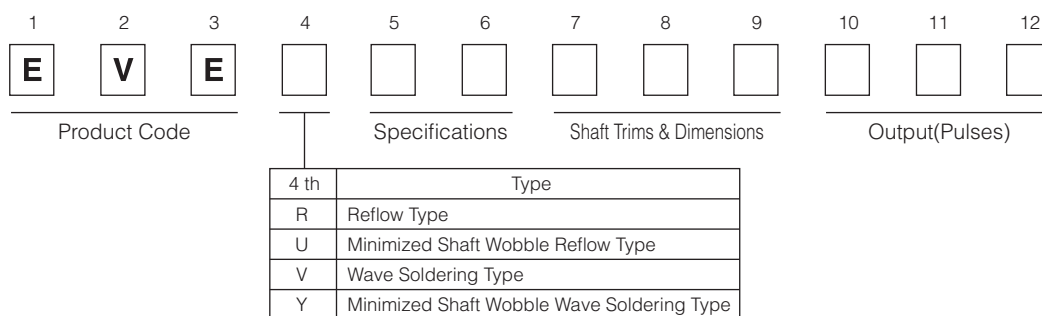 1 2 3 4 5 6 7 8 9 10 11 12
E V E
Product Code Specifications Shaft Trims & Dimensions Output(Pulses)
4 th Type
R Reflow Type
U Minimized Shaft Wobble Reflow Type
V Wave Soldering Type
Y Minimized Shaft Wobble Wave Soldering Type